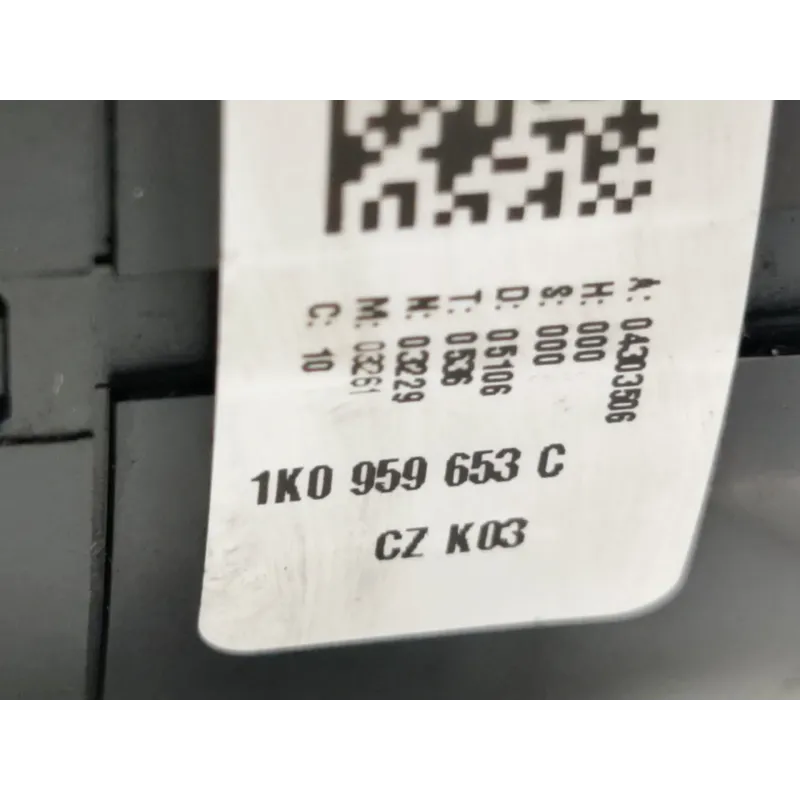 A: 04303506
H: 000
S: 000
D: 05106
T: 0536
N: 03229
M: 03261
C: 10
1K0 959 653 C
CZ K03